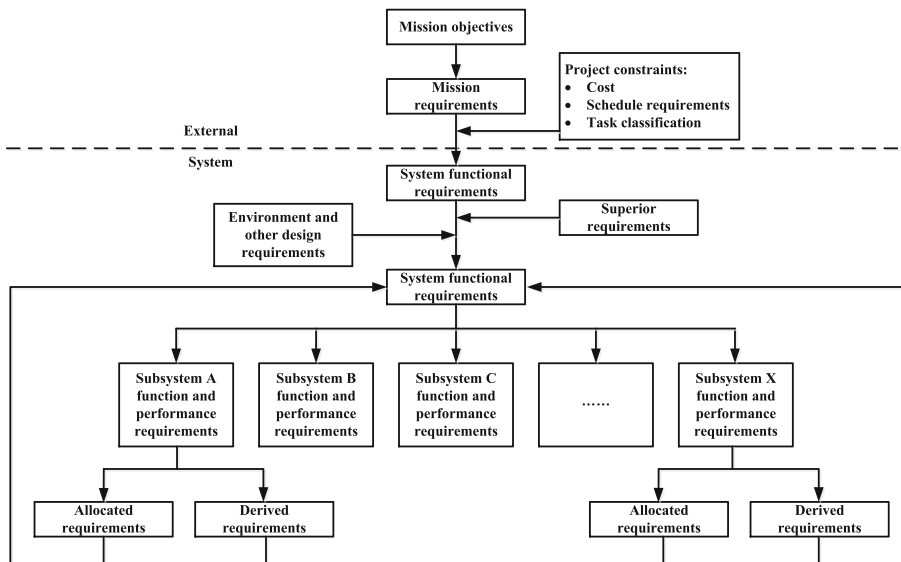 Mission objectives
Mission
requirements
Project constraints:
• Cost
• Schedule requirements
• Task classification
External
System
System functional
requirements
Environment and
other design
requirements
Superior
requirements
System functional
requirements
Subsystem A
function and
performance
requirements
Subsystem B
function and
performance
requirements
Subsystem C
function and
performance
requirements
……
Subsystem X
function and
performance
requirements
Allocated
requirements
Derived
requirements
Allocated
requirements
Derived
requirements